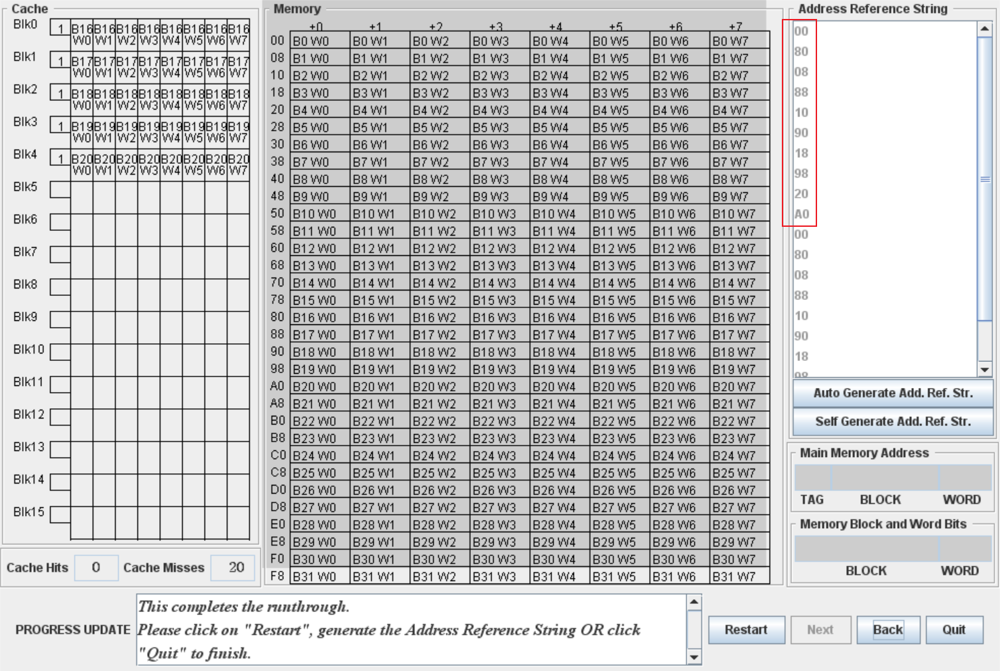 Cache
Blk0 1 B16 B16 B16 B16 B16 B16 B16 B16
W0 W1 W2 W3 W4 W5 W6 W7
Blk1 1 B17 B17 B17 B17 B17 B17 B17 B17
W0 W1 W2 W3 W4 W5 W6 W7
Blk2 1 B18 B18 B18 B18 B18 B18 B18 B18
W0 W1 W2 W3 W4 W5 W6 W7
Blk3 1 B19 B19 B19 B19 B19 B19 B19 B19
W0 W1 W2 W3 W4 W5 W6 W7
Blk4 1 B20 B20 B20 B20 B20 B20 B20 B20
W0 W1 W2 W3 W4 W5 W6 W7
Blk5
Blk6
Blk7
Blk8
Blk9
Blk10
Blk11
Blk12
Blk13
Blk14
Blk15
Cache Hits 0 Cache Misses 20
Memory
+0 +1 +2 +3 +4 +5 +6 +7
00 B0 W0 B0 W1 B0 W2 B0 W3 B0 W4 B0 W5 B0 W6 B0 W7
08 B1 W0 B1 W1 B1 W2 B1 W3 B1 W4 B1 W5 B1 W6 B1 W7
10 B2 W0 B2 W1 B2 W2 B2 W3 B2 W4 B2 W5 B2 W6 B2 W7
18 B3 W0 B3 W1 B3 W2 B3 W3 B3 W4 B3 W5 B3 W6 B3 W7
20 B4 W0 B4 W1 B4 W2 B4 W3 B4 W4 B4 W5 B4 W6 B4 W7
28 B5 W0 B5 W1 B5 W2 B5 W3 B5 W4 B5 W5 B5 W6 B5 W7
30 B6 W0 B6 W1 B6 W2 B6 W3 B6 W4 B6 W5 B6 W6 B6 W7
38 B7 W0 B7 W1 B7 W2 B7 W3 B7 W4 B7 W5 B7 W6 B7 W7
40 B8 W0 B8 W1 B8 W2 B8 W3 B8 W4 B8 W5 B8 W6 B8 W7
48 B9 W0 B9 W1 B9 W2 B9 W3 B9 W4 B9 W5 B9 W6 B9 W7
50 B10 W0 B10 W1 B10 W2 B10 W3 B10 W4 B10 W5 B10 W6 B10 W7
58 B11 W0 B11 W1 B11 W2 B11 W3 B11 W4 B11 W5 B11 W6 B11 W7
60 B12 W0 B12 W1 B12 W2 B12 W3 B12 W4 B12 W5 B12 W6 B12 W7
68 B13 W0 B13 W1 B13 W2 B13 W3 B13 W4 B13 W5 B13 W6 B13 W7
70 B14 W0 B14 W1 B14 W2 B14 W3 B14 W4 B14 W5 B14 W6 B14 W7
78 B15 W0 B15 W1 B15 W2 B15 W3 B15 W4 B15 W5 B15 W6 B15 W7
80 B16 W0 B16 W1 B16 W2 B16 W3 B16 W4 B16 W5 B16 W6 B16 W7
88 B17 W0 B17 W1 B17 W2 B17 W3 B17 W4 B17 W5 B17 W6 B17 W7
90 B18 W0 B18 W1 B18 W2 B18 W3 B18 W4 B18 W5 B18 W6 B18 W7
98 B19 W0 B19 W1 B19 W2 B19 W3 B19 W4 B19 W5 B19 W6 B19 W7
A0 B20 W0 B20 W1 B20 W2 B20 W3 B20 W4 B20 W5 B20 W6 B20 W7
A8 B21 W0 B21 W1 B21 W2 B21 W3 B21 W4 B21 W5 B21 W6 B21 W7
B0 B22 W0 B22 W1 B22 W2 B22 W3 B22 W4 B22 W5 B22 W6 B22 W7
B8 B23 W0 B23 W1 B23 W2 B23 W3 B23 W4 B23 W5 B23 W6 B23 W7
C0 B24 W0 B24 W1 B24 W2 B24 W3 B24 W4 B24 W5 B24 W6 B24 W7
C8 B25 W0 B25 W1 B25 W2 B25 W3 B25 W4 B25 W5 B25 W6 B25 W7
D0 B26 W0 B26 W1 B26 W2 B26 W3 B26 W4 B26 W5 B26 W6 B26 W7
D8 B27 W0 B27 W1 B27 W2 B27 W3 B27 W4 B27 W5 B27 W6 B27 W7
E0 B28 W0 B28 W1 B28 W2 B28 W3 B28 W4 B28 W5 B28 W6 B28 W7
E8 B29 W0 B29 W1 B29 W2 B29 W3 B29 W4 B29 W5 B29 W6 B29 W7
F0 B30 W0 B30 W1 B30 W2 B30 W3 B30 W4 B30 W5 B30 W6 B30 W7
F8 B31 W0 B31 W1 B31 W2 B31 W3 B31 W4 B31 W5 B31 W6 B31 W7
Address Reference String
00
80
08
88
10
90
18
98
20
A0
00
80
08
88
10
90
18
98
Auto Generate Add. Ref. Str.
Self Generate Add. Ref. Str.
Main Memory Address
TAG BLOCK WORD
Memory Block and Word Bits
BLOCK WORD
PROGRESS UPDATE
This completes the runthrough.
Please click on "Restart", generate the Address Reference String OR click
"Quit" to finish.
Restart Next Back Quit